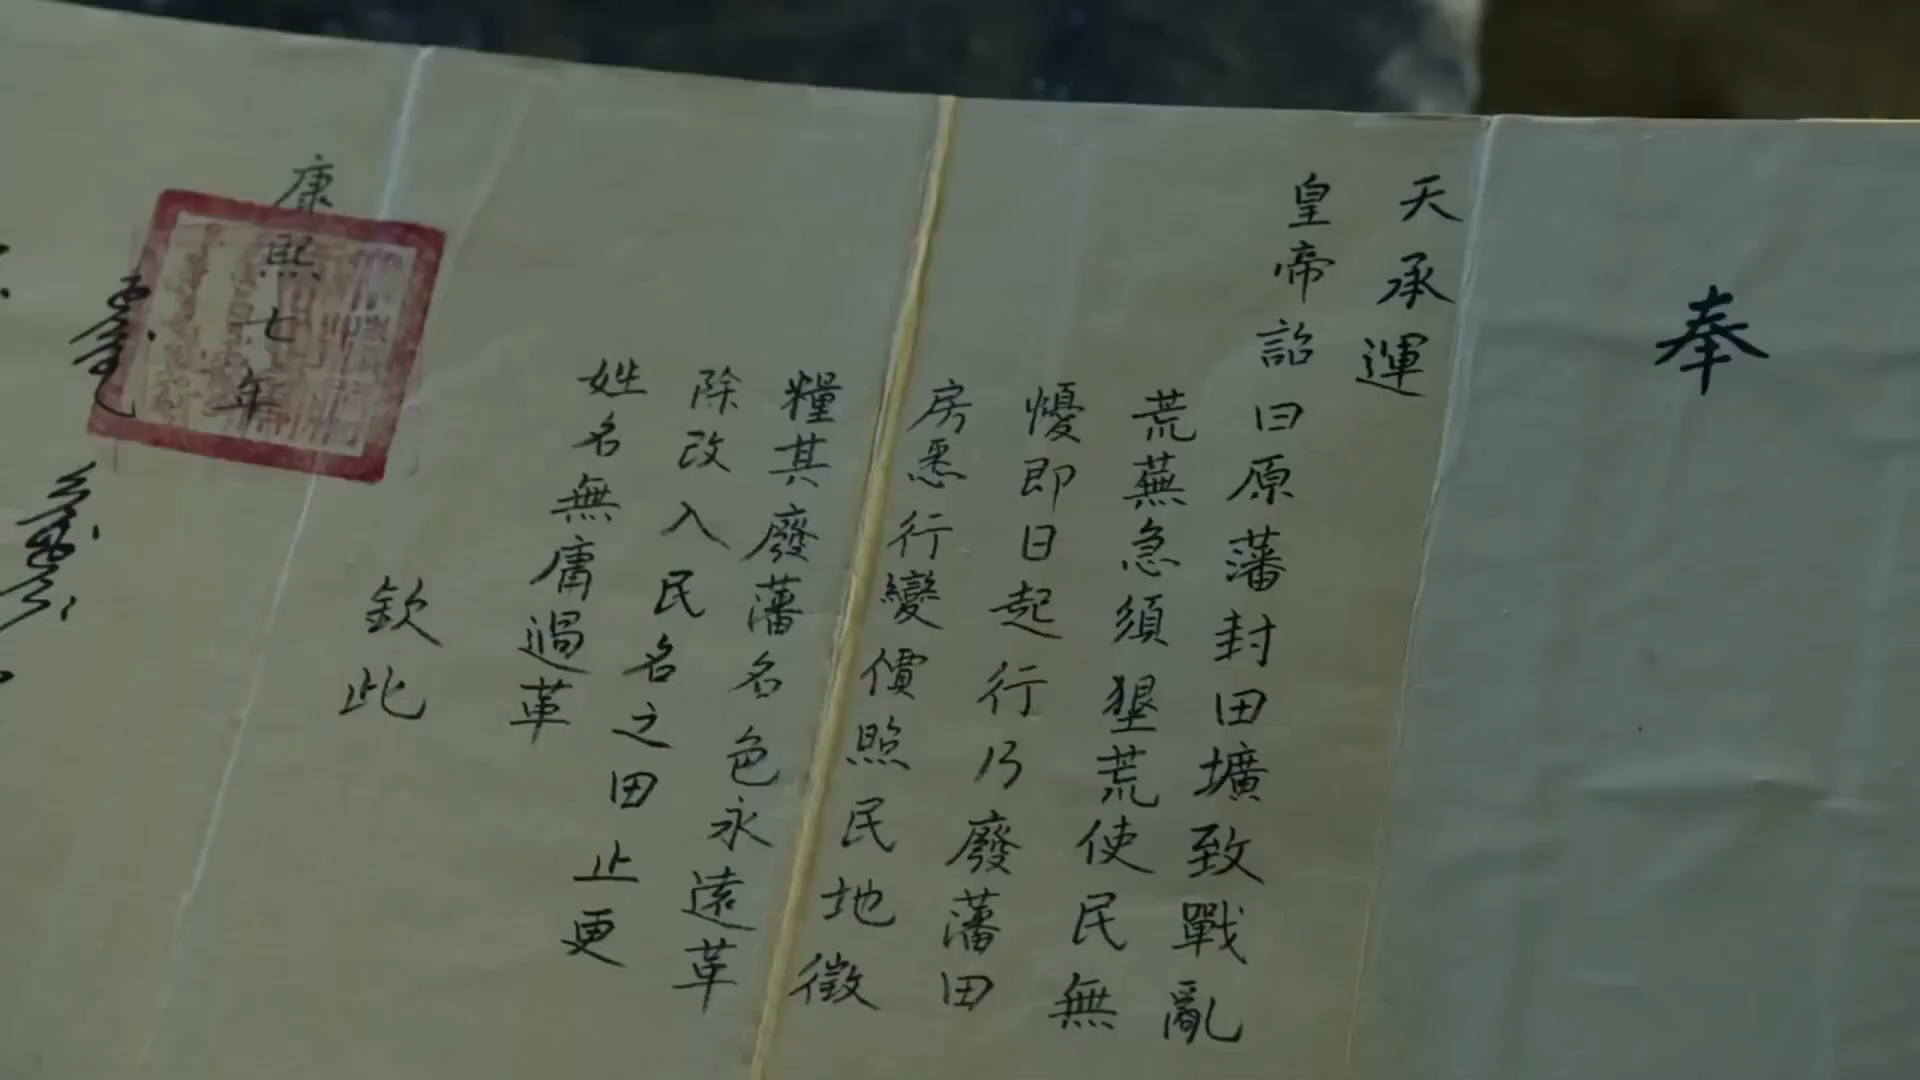 奉
天承運
皇帝詔曰原藩封田壙致戰亂
荒蕪急須墾荒使民無
懮即日起行乃廢藩田
房悉行變價照民地徵
糧其廢藩名色永遠革
除改入民名之田止更
姓名無庸過革
欽此
康熙七年